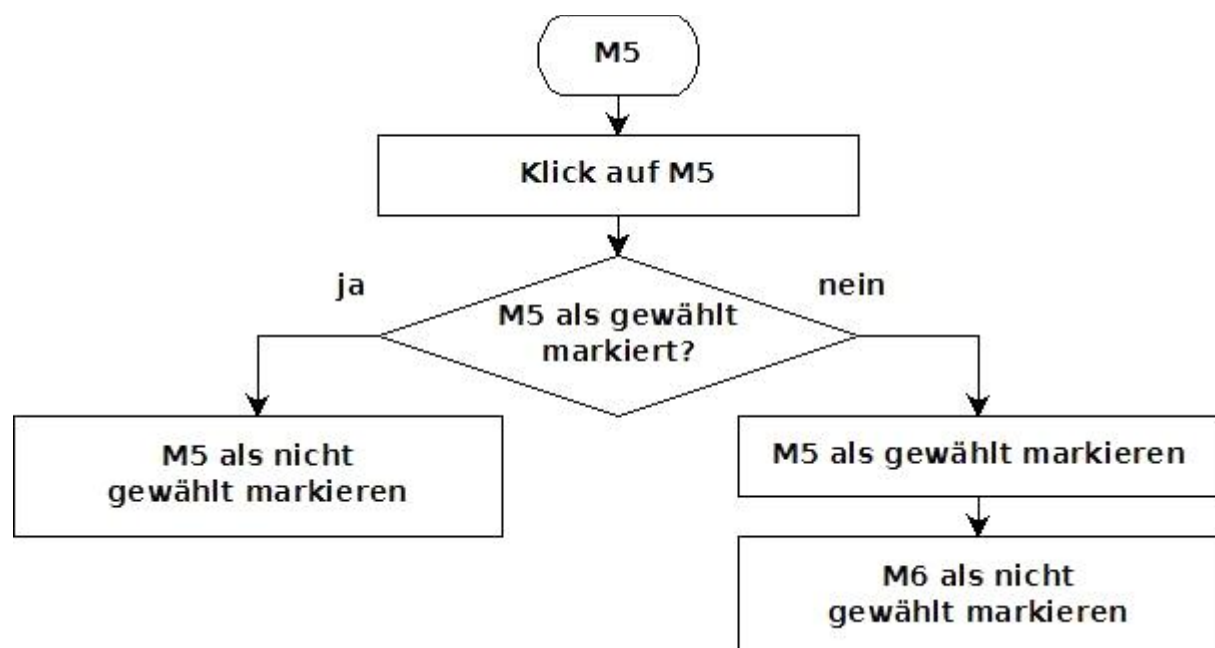 M5
Klick auf M5
ja
nein
M5 als gewählt
markiert?
M5 als nicht
gewählt markieren
M5 als gewählt markieren
M6 als nicht
gewählt markieren